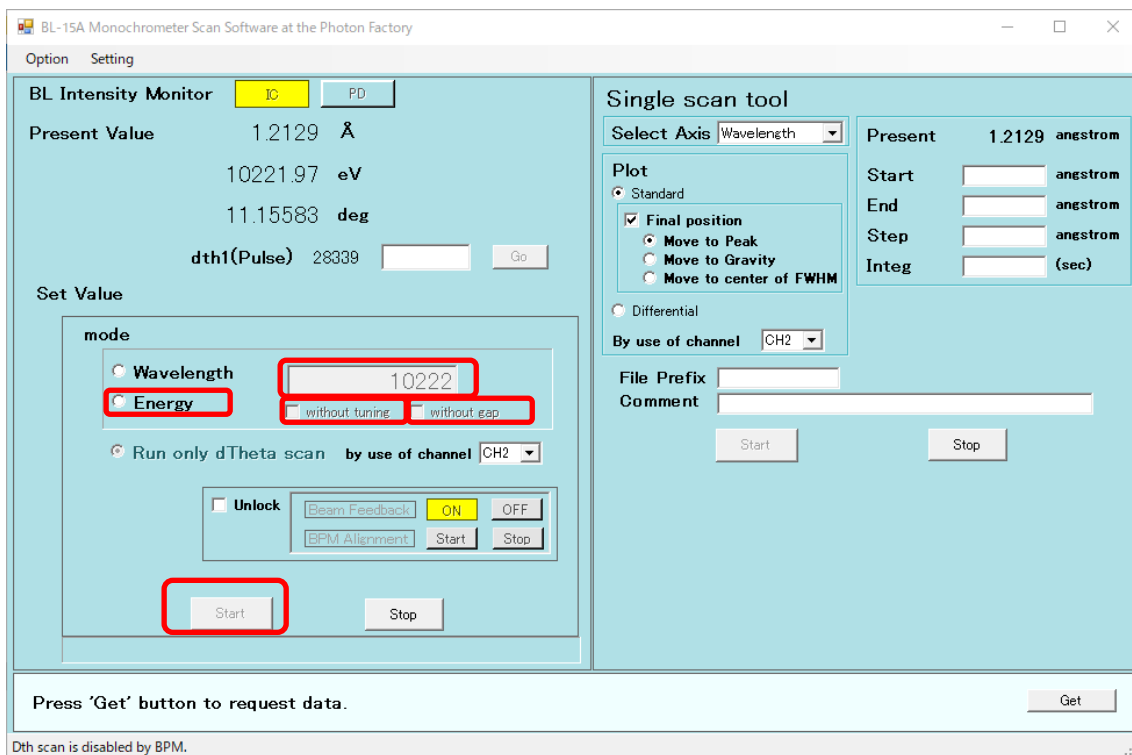 BL-15A Monochrometer Scan Software at the Photon Factory
Option Setting
BL Intensity Monitor IC PD
Present Value 1.2129 Å
10221.97 eV
11.15583 deg
dth1(Pulse) 28339 Go
Set Value
mode
Wavelength
10222
Energy
without tuning without gap
Run only dTheta scan by use of channel CH2
Unlock
Beam Feedback ON OFF
BPM Alignment Start Stop
Start Stop
Single scan tool
Select Axis Wavelength
Plot
Standard
Final position
Move to Peak
Move to Gravity
Move to center of FWHM
Differential
By use of channel CH2
Present 1.2129 angstrom
Start angstrom
End angstrom
Step angstrom
Integ (sec)
File Prefix
Comment
Start Stop
Press 'Get' button to request data. Get
Dth scan is disabled by BPM.